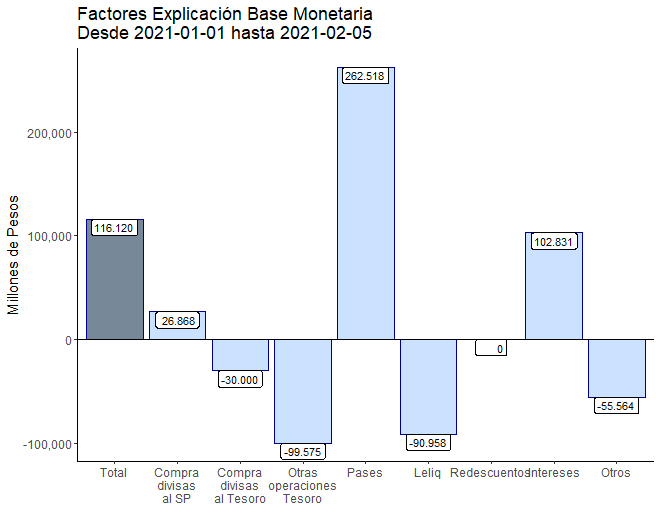 Factores Explicación Base Monetaria
Desde 2021-01-01 hasta 2021-02-05
Millones de Pesos
200,000
100,000
0
-100,000
116.120
26.868
-30.000
-99.575
262.518
-90.958
0
102.831
-55.564
Total
Compra
divisas
al SP
Compra
divisas
al Tesoro
Otras
operaciones
Tesoro
Pases
Leliq
Redescuentos
Intereses
Otros